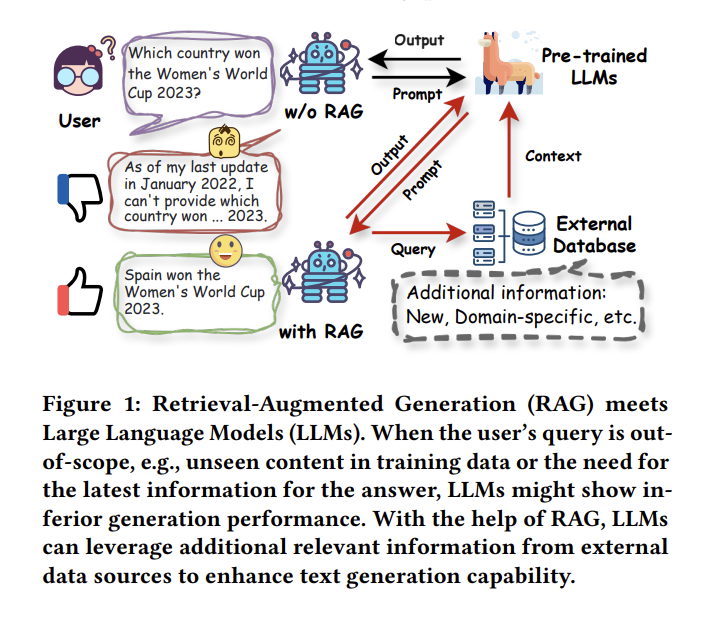 Which country won
the Women's World
Cup 2023?
User
w/o RAG
Output
Prompt
Pre-trained
LLMs
As of my last update
in January 2022, I
can't provide which
country won ... 2023.
Output
Prompt
Context
Spain won the
Women's World Cup
2023.
with RAG
Query
External
Database
Additional information:
New, Domain-specific, etc.
Figure 1: Retrieval-Augmented Generation (RAG) meets
Large Language Models (LLMs). When the user's query is out-
of-scope, e.g., unseen content in training data or the need for
the latest information for the answer, LLMs might show in-
ferior generation performance. With the help of RAG, LLMs
can leverage additional relevant information from external
data sources to enhance text generation capability.